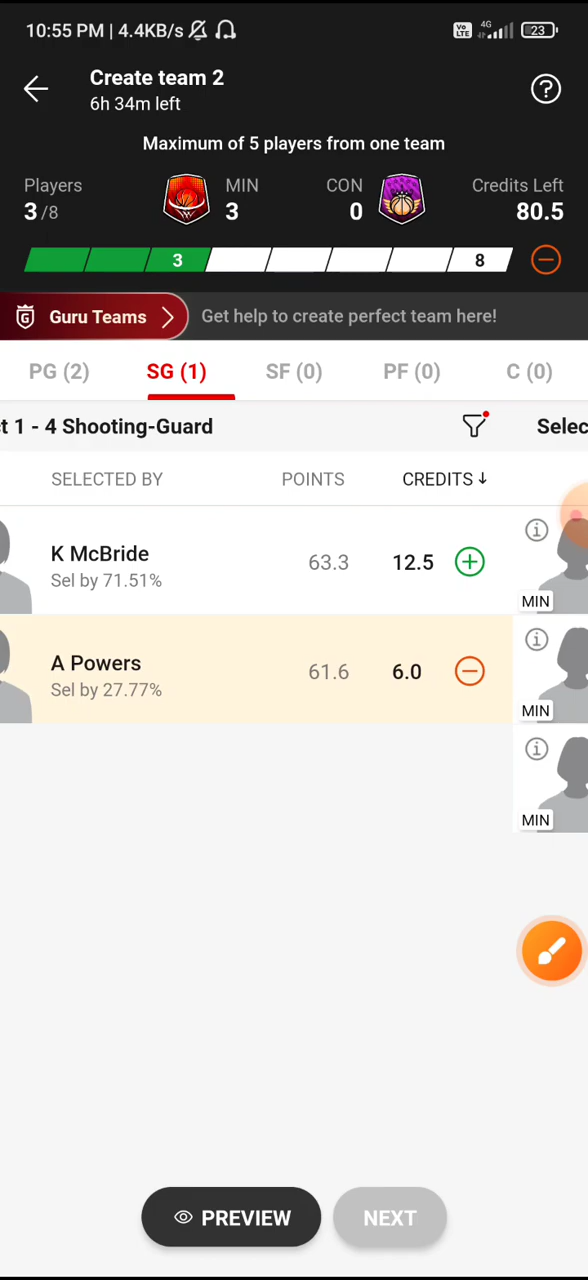 10:55 PM | 4.4KB/s
Vo LTE 4G 23
Create team 2
6h 34m left
?
Maximum of 5 players from one team
Players MIN CON Credits Left
3/8 3 0 80.5
3 8
G Guru Teams Get help to create perfect team here!
PG (2) SG (1) SF (0) PF (0) C (0)
t 1 - 4 Shooting-Guard Selec
SELECTED BY POINTS CREDITS↓
K McBride 63.3 12.5
Sel by 71.51%
MIN
A Powers 61.6 6.0
Sel by 27.77%
MIN
MIN
PREVIEW NEXT